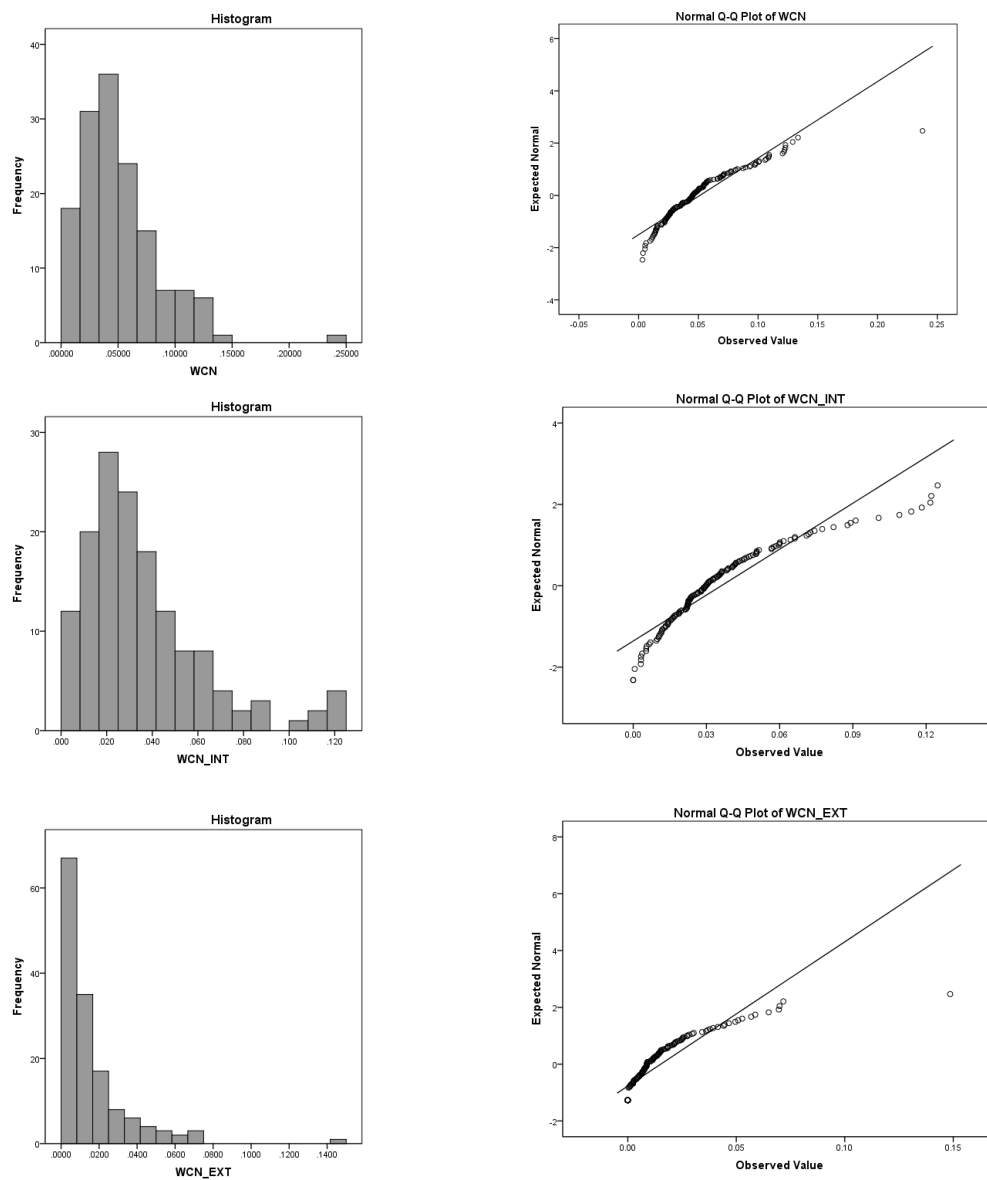 Histogram
Frequency
40
30
20
10
0
.00000 .05000 .10000 .15000 .20000 .25000
WCN
Normal Q-Q Plot of WCN
Expected Normal
6
4
2
0
-2
-4
-0.05 0.00 0.05 0.10 0.15 0.20 0.25
Observed Value
Histogram
Frequency
30
20
10
0
.000 .020 .040 .060 .080 .100 .120
WCN_INT
Normal Q-Q Plot of WCN_INT
Expected Normal
4
2
0
-2
0.00 0.03 0.06 0.09 0.12
Observed Value
Histogram
Frequency
60
40
20
0
.0000 .0200 .0400 .0600 .0800 .1000 .1200 .1400
WCN_EXT
Normal Q-Q Plot of WCN_EXT
Expected Normal
8
6
4
2
0
-2
0.00 0.05 0.10 0.15
Observed Value